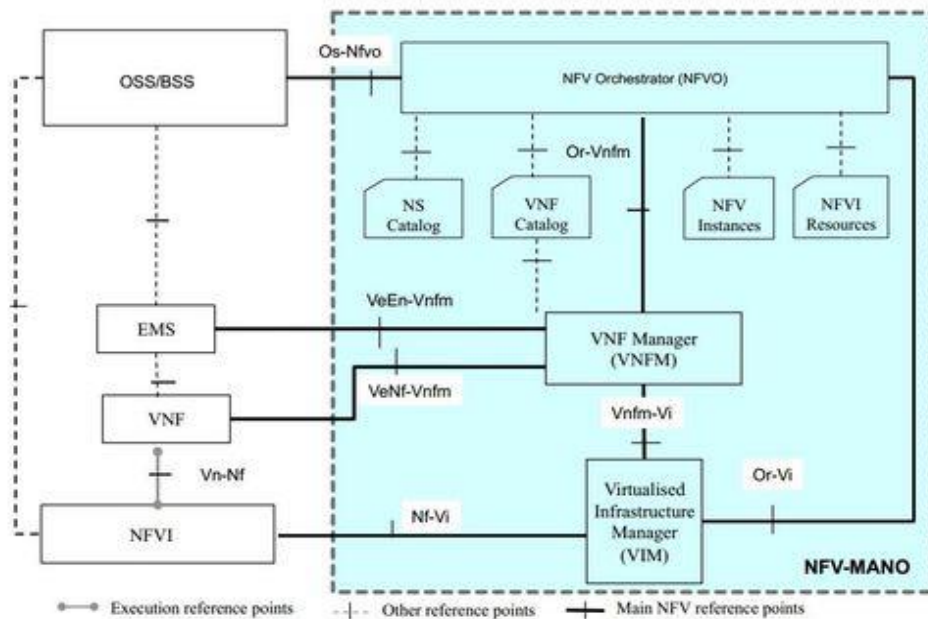 Os-Nfvo
OSS/BSS
NFV Orchestrator (NFVO)
Or-Vnfm
NS
Catalog
VNF
Catalog
NFV
Instances
NFVI
Resources
VeEn-Vnfm
EMS
VNF Manager
(VNFM)
VeNf-Vnfm
VNF
Vnfm-Vi
Vn-Nf
Or-Vi
Virtualised
Infrastructure
Manager
(VIM)
Nf-Vi
NFVI
NFV-MANO
Execution reference points
Other reference points
Main NFV reference points